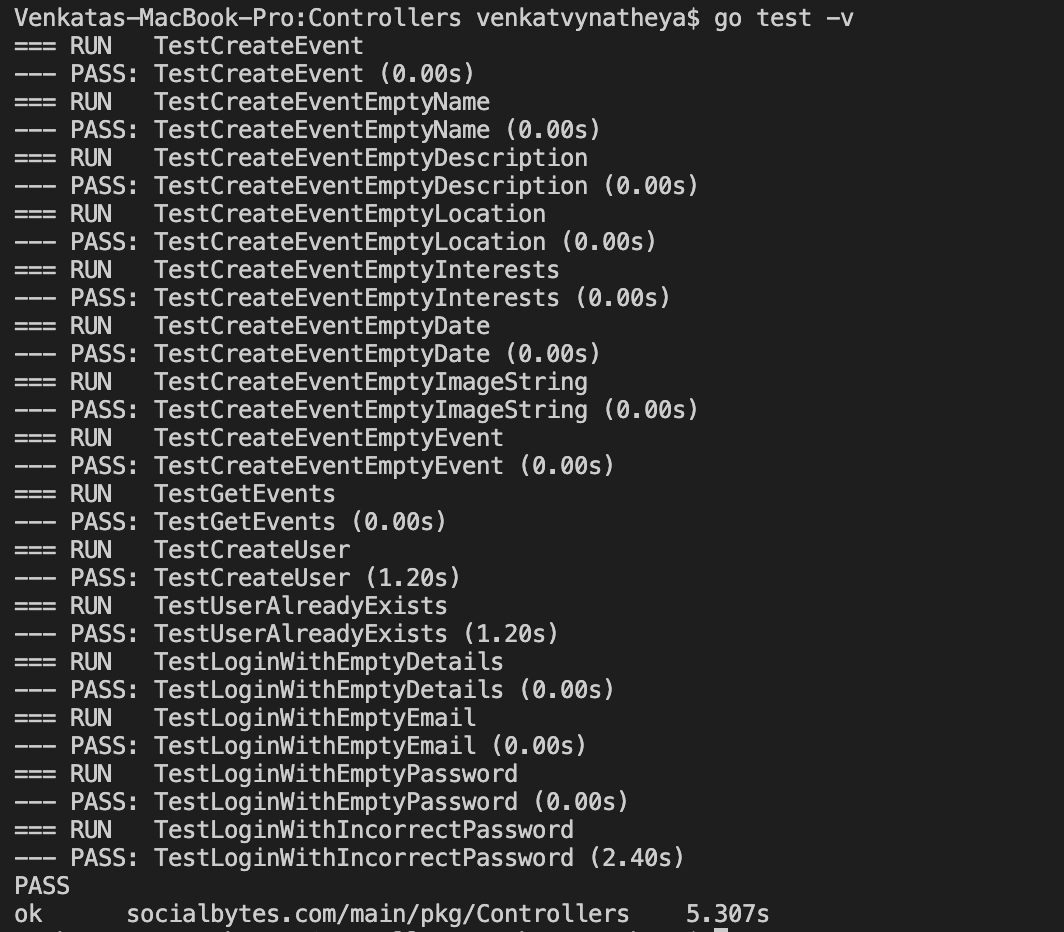 Venkatas-MacBook-Pro:Controllers venkatvynatheya$ go test -v
=== RUN   TestCreateEvent
--- PASS: TestCreateEvent (0.00s)
=== RUN   TestCreateEventEmptyName
--- PASS: TestCreateEventEmptyName (0.00s)
=== RUN   TestCreateEventEmptyDescription
--- PASS: TestCreateEventEmptyDescription (0.00s)
=== RUN   TestCreateEventEmptyLocation
--- PASS: TestCreateEventEmptyLocation (0.00s)
=== RUN   TestCreateEventEmptyInterests
--- PASS: TestCreateEventEmptyInterests (0.00s)
=== RUN   TestCreateEventEmptyDate
--- PASS: TestCreateEventEmptyDate (0.00s)
=== RUN   TestCreateEventEmptyImageString
--- PASS: TestCreateEventEmptyImageString (0.00s)
=== RUN   TestCreateEventEmptyEvent
--- PASS: TestCreateEventEmptyEvent (0.00s)
=== RUN   TestGetEvents
--- PASS: TestGetEvents (0.00s)
=== RUN   TestCreateUser
--- PASS: TestCreateUser (1.20s)
=== RUN   TestUserAlreadyExists
--- PASS: TestUserAlreadyExists (1.20s)
=== RUN   TestLoginWithEmptyDetails
--- PASS: TestLoginWithEmptyDetails (0.00s)
=== RUN   TestLoginWithEmptyEmail
--- PASS: TestLoginWithEmptyEmail (0.00s)
=== RUN   TestLoginWithEmptyPassword
--- PASS: TestLoginWithEmptyPassword (0.00s)
=== RUN   TestLoginWithIncorrectPassword
--- PASS: TestLoginWithIncorrectPassword (2.40s)
PASS
ok      socialbytes.com/main/pkg/Controllers    5.307s